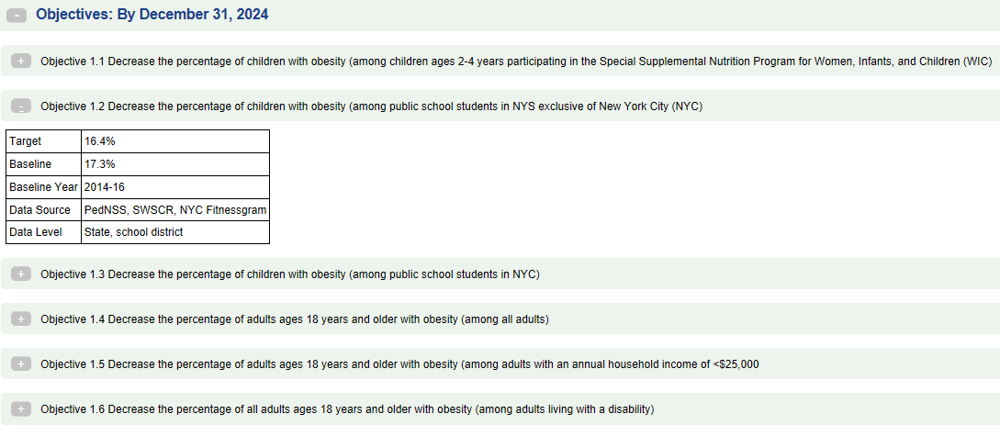 - Objectives: By December 31, 2024
+ Objective 1.1 Decrease the percentage of children with obesity (among children ages 2-4 years participating in the Special Supplemental Nutrition Program for Women, Infants, and Children (WIC)
- Objective 1.2 Decrease the percentage of children with obesity (among public school students in NYS exclusive of New York City (NYC)
Target 16.4%
Baseline 17.3%
Baseline Year 2014-16
Data Source PedNSS, SWSCR, NYC Fitnessgram
Data Level State, school district
+ Objective 1.3 Decrease the percentage of children with obesity (among public school students in NYC)
+ Objective 1.4 Decrease the percentage of adults ages 18 years and older with obesity (among all adults)
+ Objective 1.5 Decrease the percentage of adults ages 18 years and older with obesity (among adults with an annual household income of <$25,000
+ Objective 1.6 Decrease the percentage of all adults ages 18 years and older with obesity (among adults living with a disability)